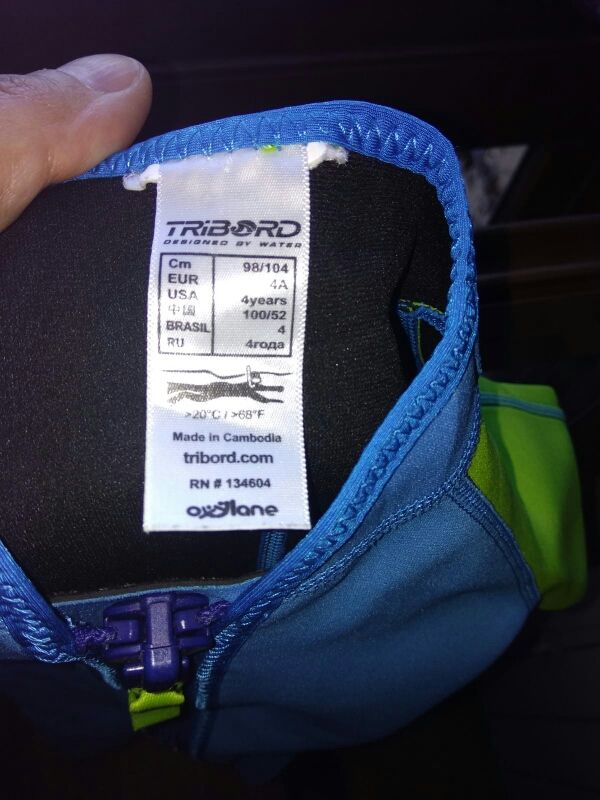 TRIBORD
DESIGNED BY WATER
Cm 98/104
EUR 4A
USA 4years
中国 100/52
BRASIL 4
RU 4года
>20°C / >68°F
Made in Cambodia
tribord.com
RN # 134604
oxylane